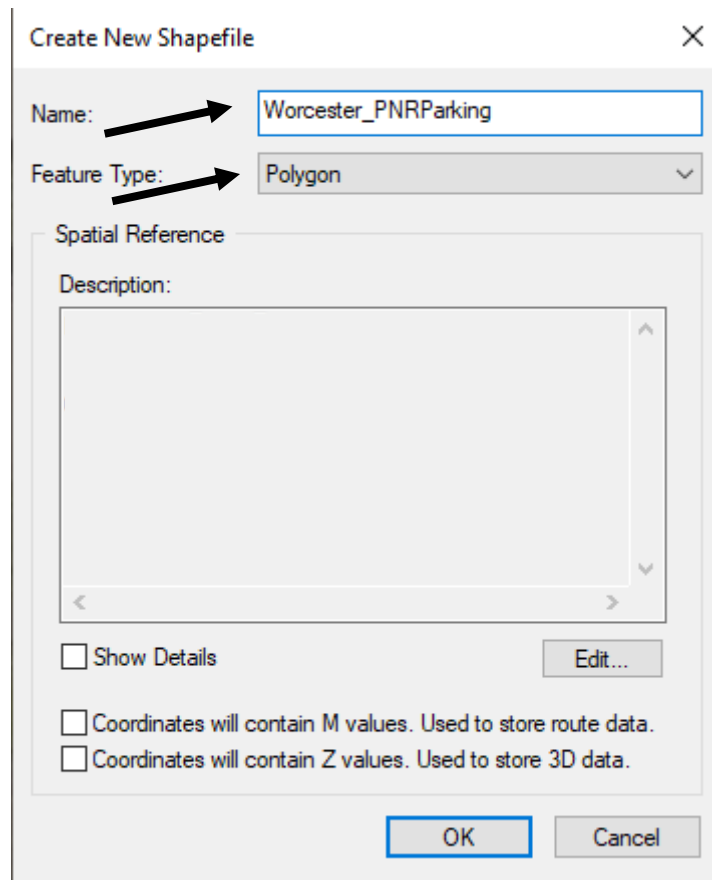 Create New Shapefile
Name: Worcester_PNRParking
Feature Type: Polygon
Spatial Reference
Description:
Show Details
Edit...
Coordinates will contain M values. Used to store route data.
Coordinates will contain Z values. Used to store 3D data.
OK Cancel